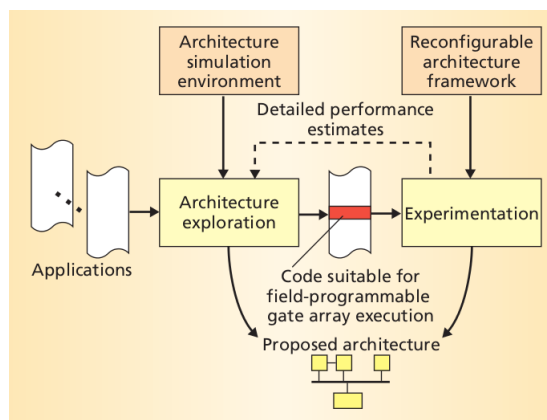 Architecture
simulation
environment
Reconfigurable
architecture
framework
Detailed performance
estimates
Architecture
exploration
Experimentation
Applications
Code suitable for
field-programmable
gate array execution
Proposed architecture